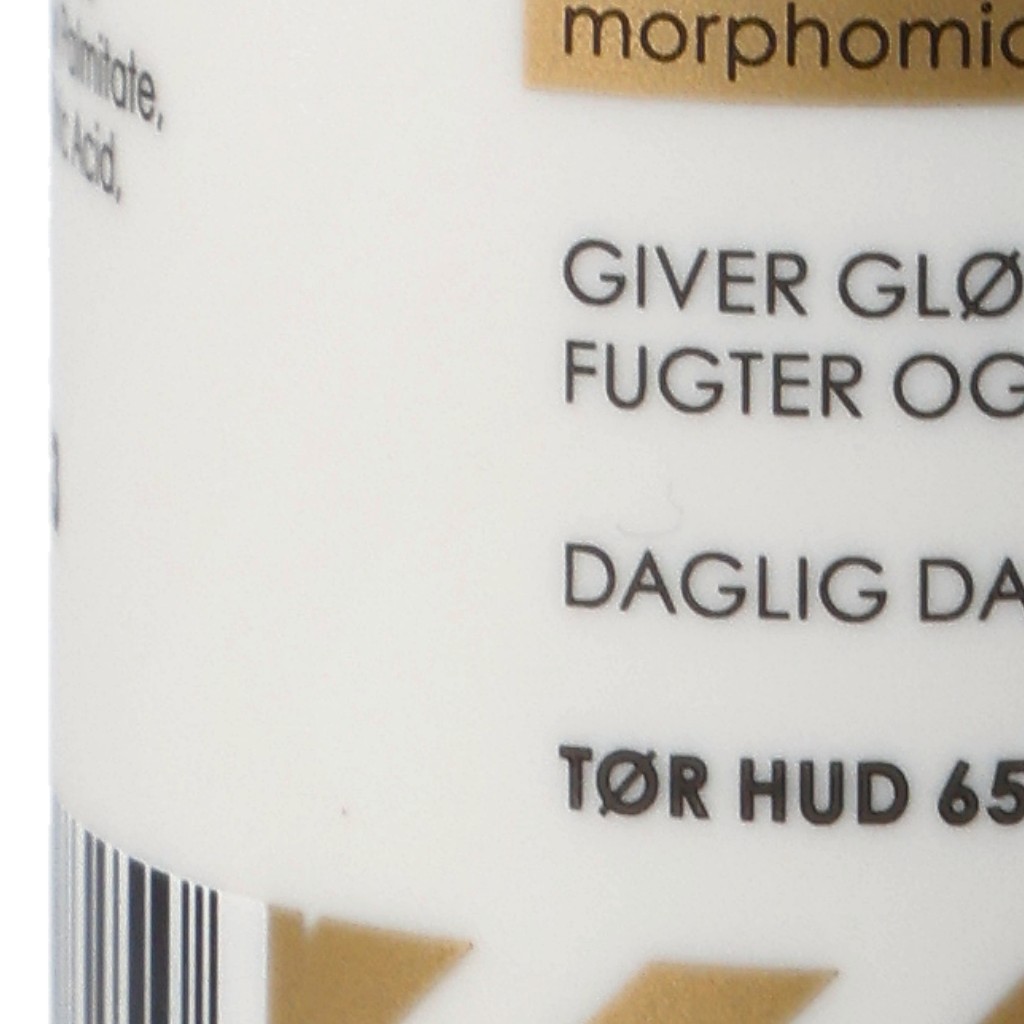 Palmitate,
Acid,
morphomic
GIVER GLØ
FUGTER OG
DAGLIG DA
TØR HUD 65